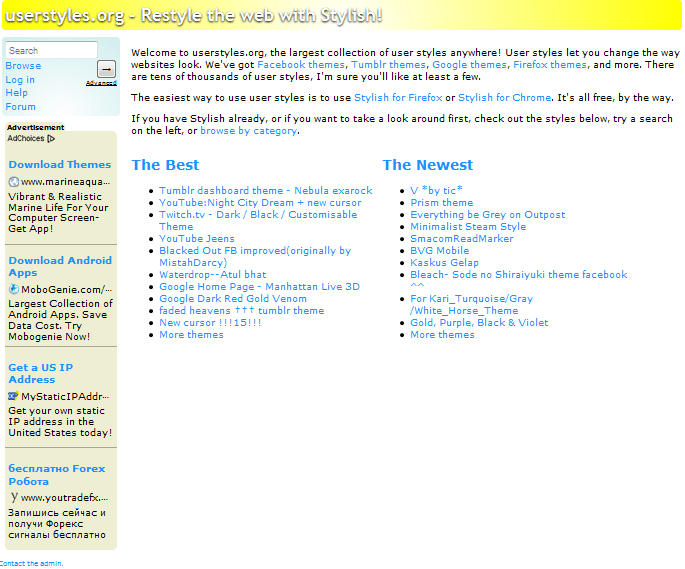 userstyles.org - Restyle the web with Stylish!
Search
Browse
Log in
Help
Forum
→
Advanced
Advertisement
AdChoices
Download Themes
www.marineaqua...
Vibrant & Realistic
Marine Life For Your
Computer Screen-
Get App!
Download Android
Apps
MoboGenie.com/...
Largest Collection of
Android Apps. Save
Data Cost. Try
Mobogenie Now!
Get a US IP
Address
MyStaticIPAddr...
Get your own static
IP address in the
United States today!
бесплатно Forex
Робота
www.youtradefx....
Запишись сейчас и
получи Форекс
сигналы бесплатно
Contact the admin.
Welcome to userstyles.org, the largest collection of user styles anywhere! User styles let you change the way
websites look. We've got Facebook themes, Tumblr themes, Google themes, Firefox themes, and more. There
are tens of thousands of user styles, I'm sure you'll like at least a few.
The easiest way to use user styles is to use Stylish for Firefox or Stylish for Chrome. It's all free, by the way.
If you have Stylish already, or if you want to take a look around first, check out the styles below, try a search
on the left, or browse by category.
The Best
Tumblr dashboard theme - Nebula exarock
YouTube:Night City Dream + new cursor
Twitch.tv - Dark / Black / Customisable
Theme
YouTube Jeens
Blacked Out FB improved(originally by
MistahDarcy)
Waterdrop--Atul bhat
Google Home Page - Manhattan Live 3D
Google Dark Red Gold Venom
faded heavens ††† tumblr theme
New cursor !!!15!!!
More themes
The Newest
V *by tic*
Prism theme
Everything be Grey on Outpost
Minimalist Steam Style
SmacomReadMarker
BVG Mobile
Kaskus Gelap
Bleach- Sode no Shiraiyuki theme facebook
^^
For Kari_Turquoise/Gray
/White_Horse_Theme
Gold, Purple, Black & Violet
More themes